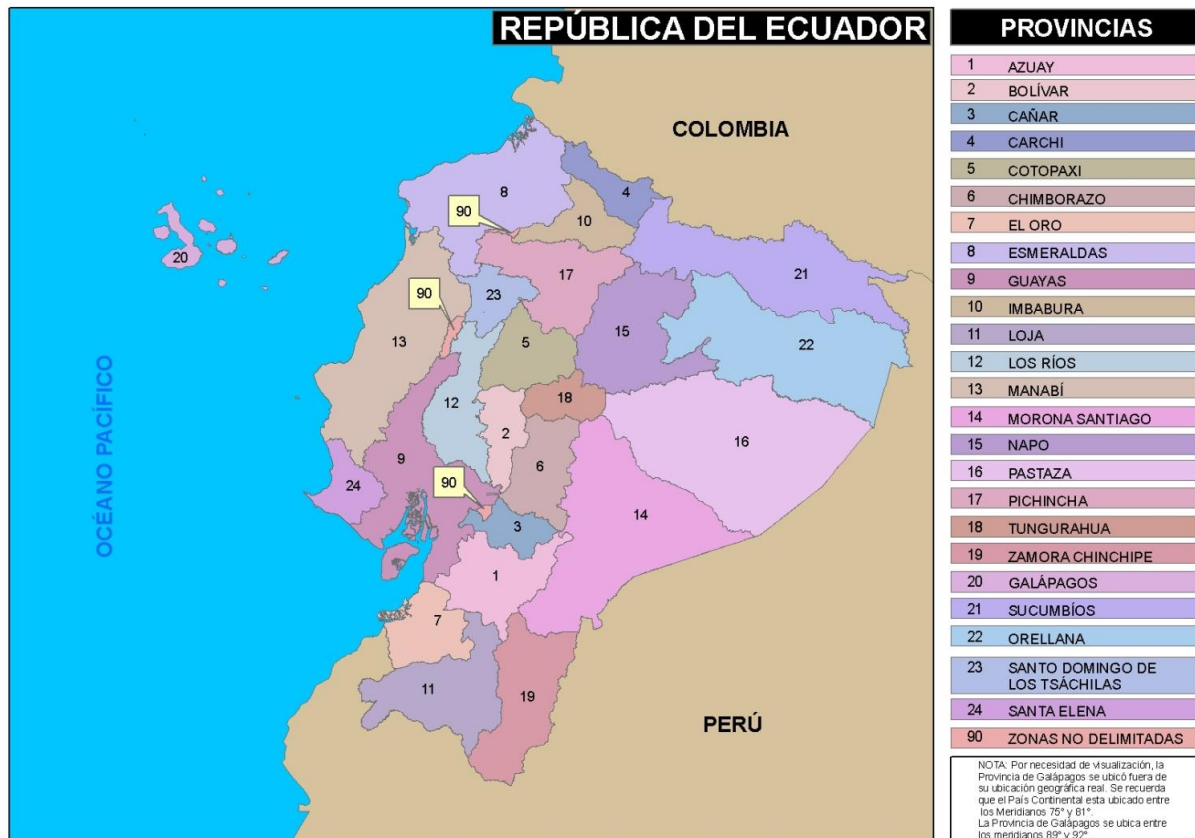 REPÚBLICA DEL ECUADOR
COLOMBIA
PERÚ
OCÉANO PACÍFICO
8
4
10
90
17
21
20
90
23
15
22
13
5
18
12
2
16
9
6
24
90
3
14
1
7
11
19
PROVINCIAS
1 AZUAY
2 BOLÍVAR
3 CAÑAR
4 CARCHI
5 COTOPAXI
6 CHIMBORAZO
7 EL ORO
8 ESMERALDAS
9 GUAYAS
10 IMBABURA
11 LOJA
12 LOS RÍOS
13 MANABÍ
14 MORONA SANTIAGO
15 NAPO
16 PASTAZA
17 PICHINCHA
18 TUNGURAHUA
19 ZAMORA CHINCHIPE
20 GALÁPAGOS
21 SUCUMBÍOS
22 ORELLANA
23 SANTO DOMINGO DE
LOS TSÁCHILAS
24 SANTA ELENA
90 ZONAS NO DELIMITADAS
NOTA: Por necesidad de visualización, la
Provincia de Galápagos se ubicó fuera de
su ubicación geográfica real. Se recuerda
que el País Continental esta ubicado entre
los Meridianos 75° y 81°.
La Provincia de Galápagos se ubica entre
los meridianos 89° y 92°